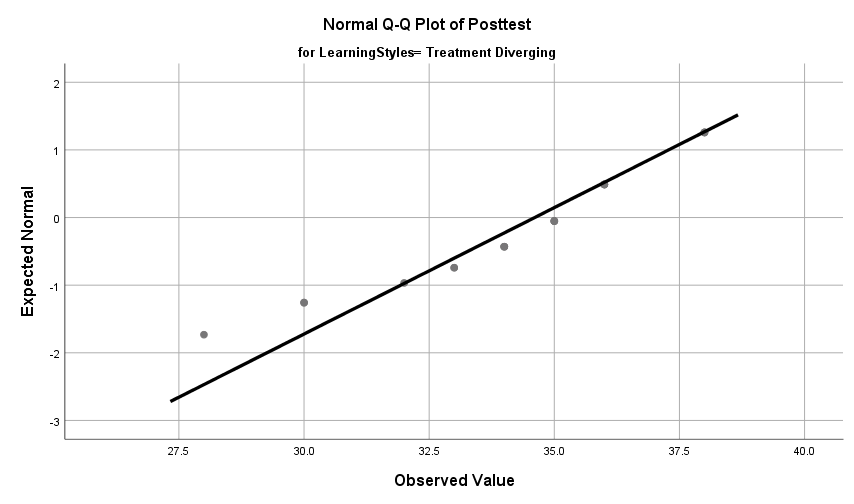 Normal Q-Q Plot of Posttest
for LearningStyles= Treatment Diverging
Expected Normal
2
1
0
-1
-2
-3
27.5 30.0 32.5 35.0 37.5 40.0
Observed Value